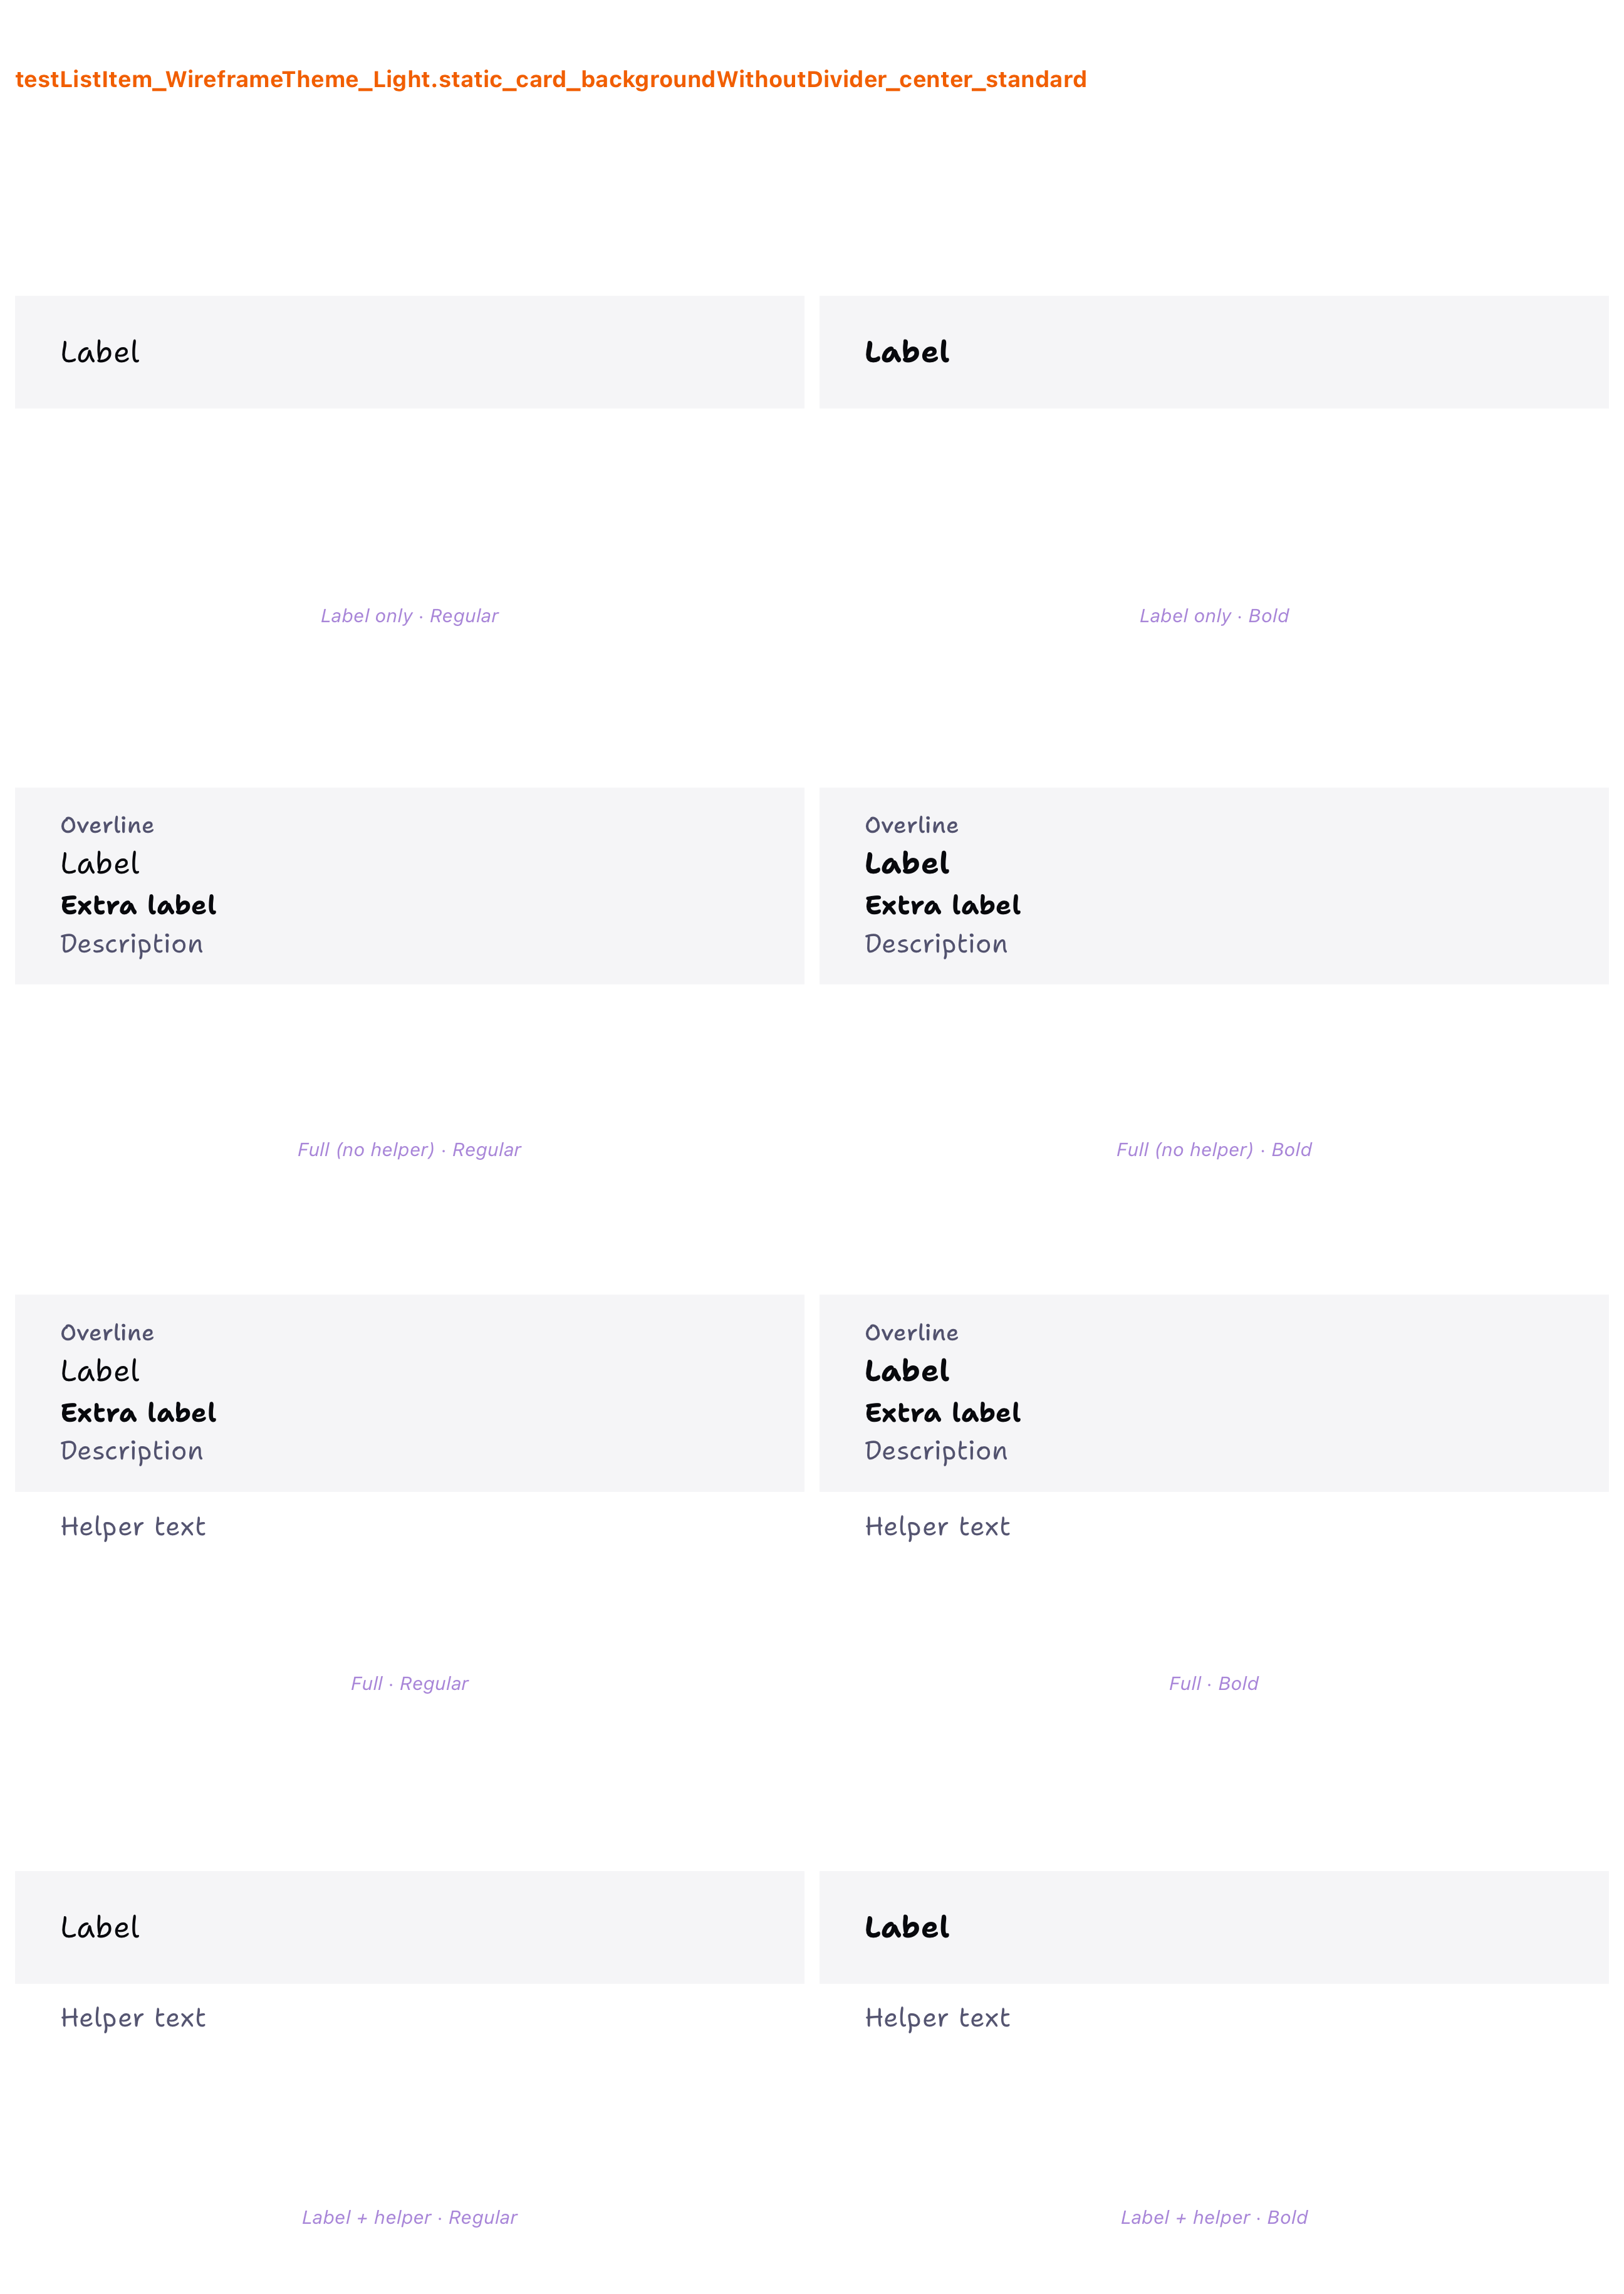 testListItem_WireframeTheme_Light.static_card_backgroundWithoutDivider_center_standard
Label
Label
Label only · Regular
Label only · Bold
Overline
Label
Extra label
Description
Overline
Label
Extra label
Description
Full (no helper) · Regular
Full (no helper) · Bold
Overline
Label
Extra label
Description
Helper text
Overline
Label
Extra label
Description
Helper text
Full · Regular
Full · Bold
Label
Helper text
Label
Helper text
Label + helper · Regular
Label + helper · Bold